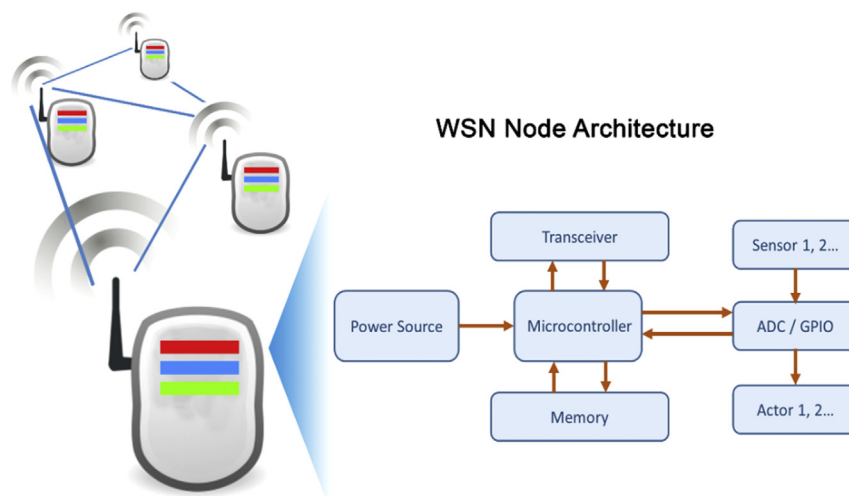 WSN Node Architecture
Transceiver
Sensor 1, 2...
Power Source
Microcontroller
ADC / GPIO
Memory
Actor 1, 2...